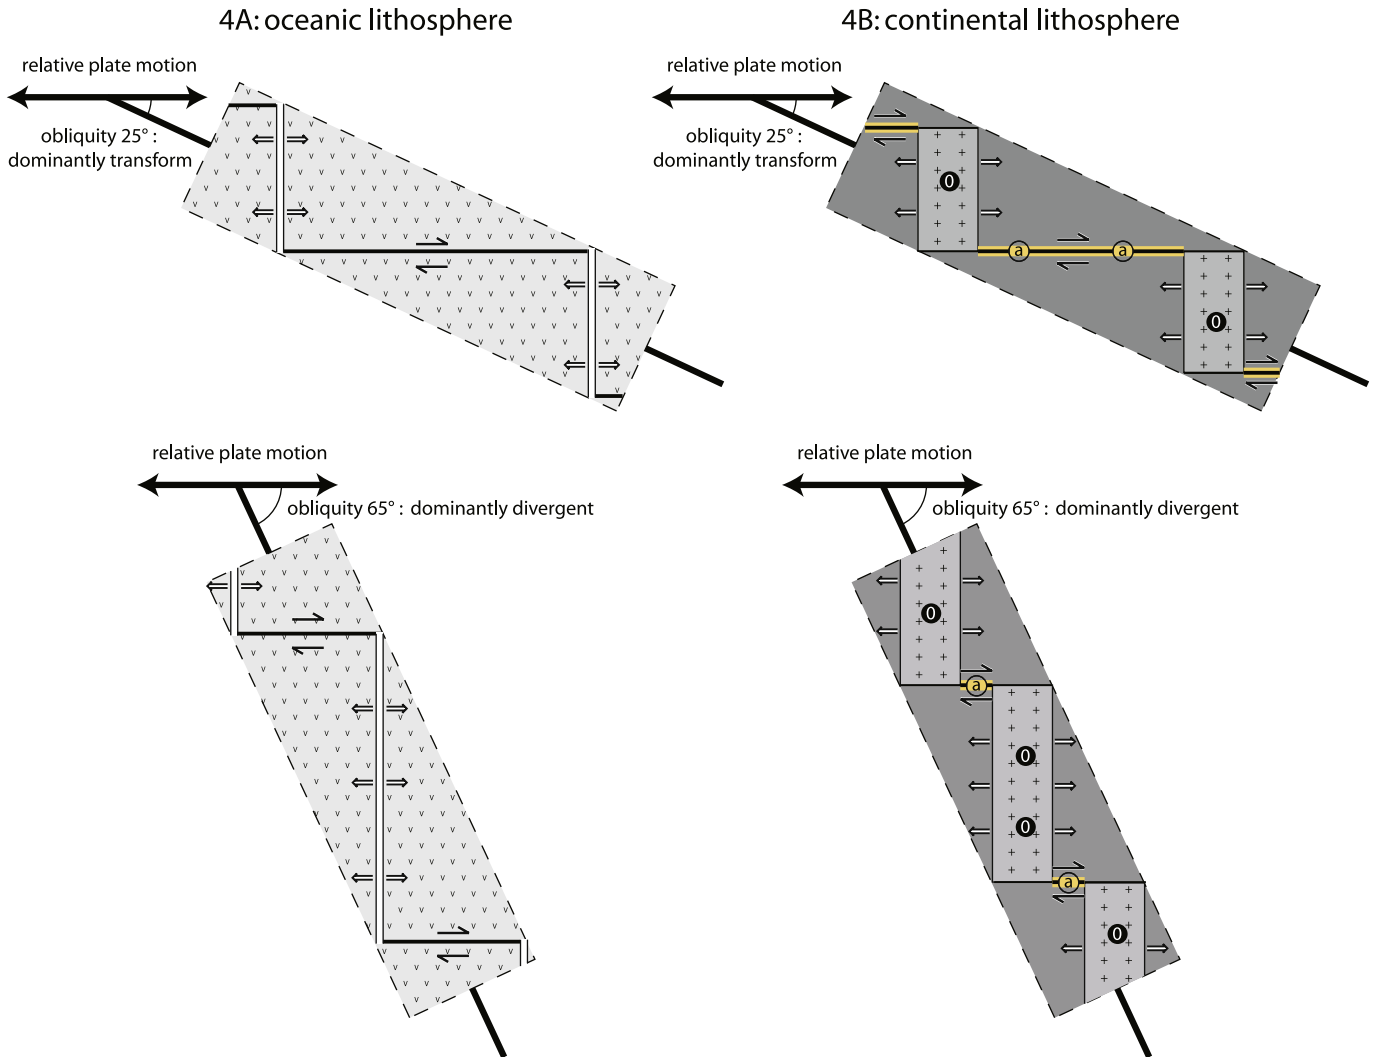 4A: oceanic lithosphere
4B: continental lithosphere
relative plate motion
obliquity 25° :
dominantly transform
relative plate motion
obliquity 25° :
dominantly transform
0
a a
0
relative plate motion
obliquity 65° : dominantly divergent
relative plate motion
obliquity 65° : dominantly divergent
0
a
0
0
a
0